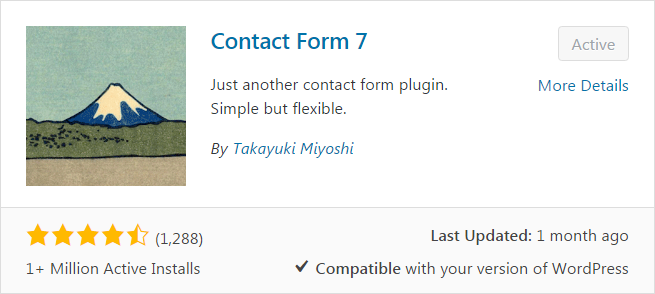 Contact Form 7
Active
Just another contact form plugin.
Simple but flexible.
More Details
By Takayuki Miyoshi
(1,288)
Last Updated: 1 month ago
1+ Million Active Installs
Compatible with your version of WordPress